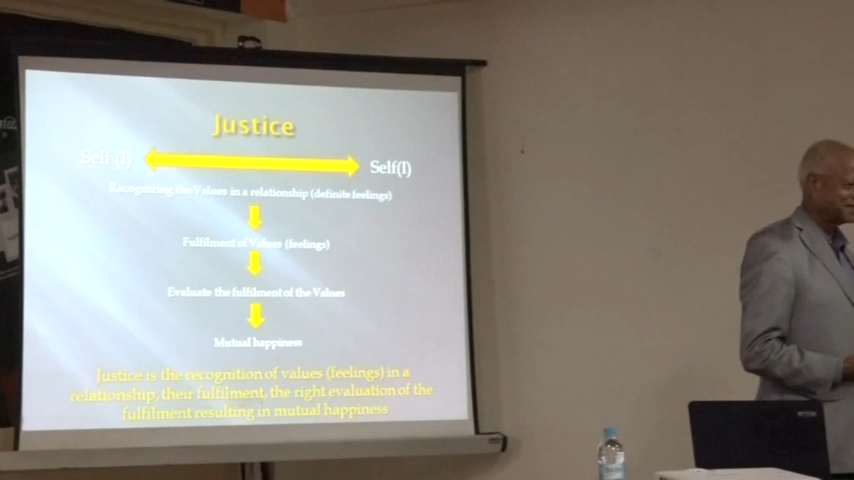 Justice
Self (I) Self(I)
Recognizing the Values in a relationship (definite feelings)
Fulfilment of Values (feelings)
Evaluate the fulfilment of the Values
Mutual happiness
Justice is the recognition of values (feelings) in a
relationship, their fulfilment, the right evaluation of the
fulfilment resulting in mutual happiness